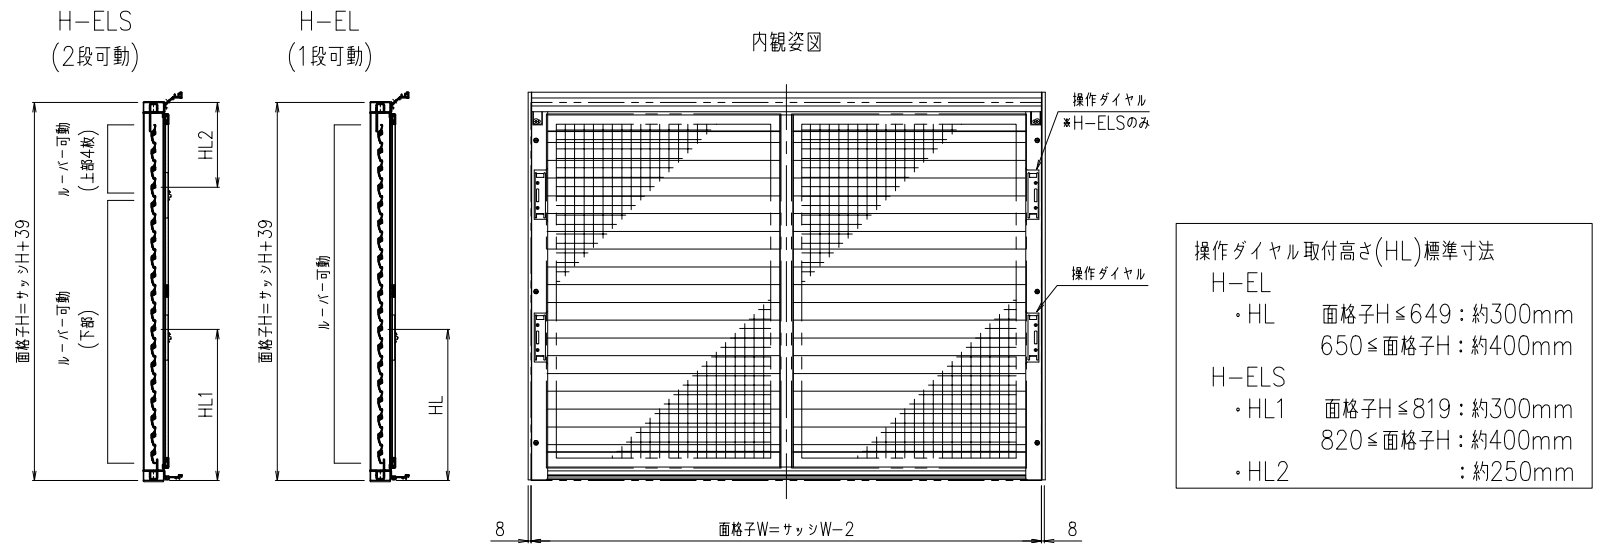 H-ELS
(2段可動)
H-EL
(1段可動)
内観姿図
面格子H=サッシH+39
ルーバー可動
(上部4枚)
ルーバー可動
(下部)
HL2
HL1
面格子H=サッシH+39
ルーバー可動
HL
操作ダイヤル
※H-ELSのみ
操作ダイヤル
8
面格子W=サッシW-2
8
操作ダイヤル取付高さ(HL)標準寸法
H-EL
・HL 面格子H≦649:約300mm
650≦面格子H:約400mm
H-ELS
・HL1 面格子H≦819:約300mm
820≦面格子H:約400mm
・HL2 :約250mm